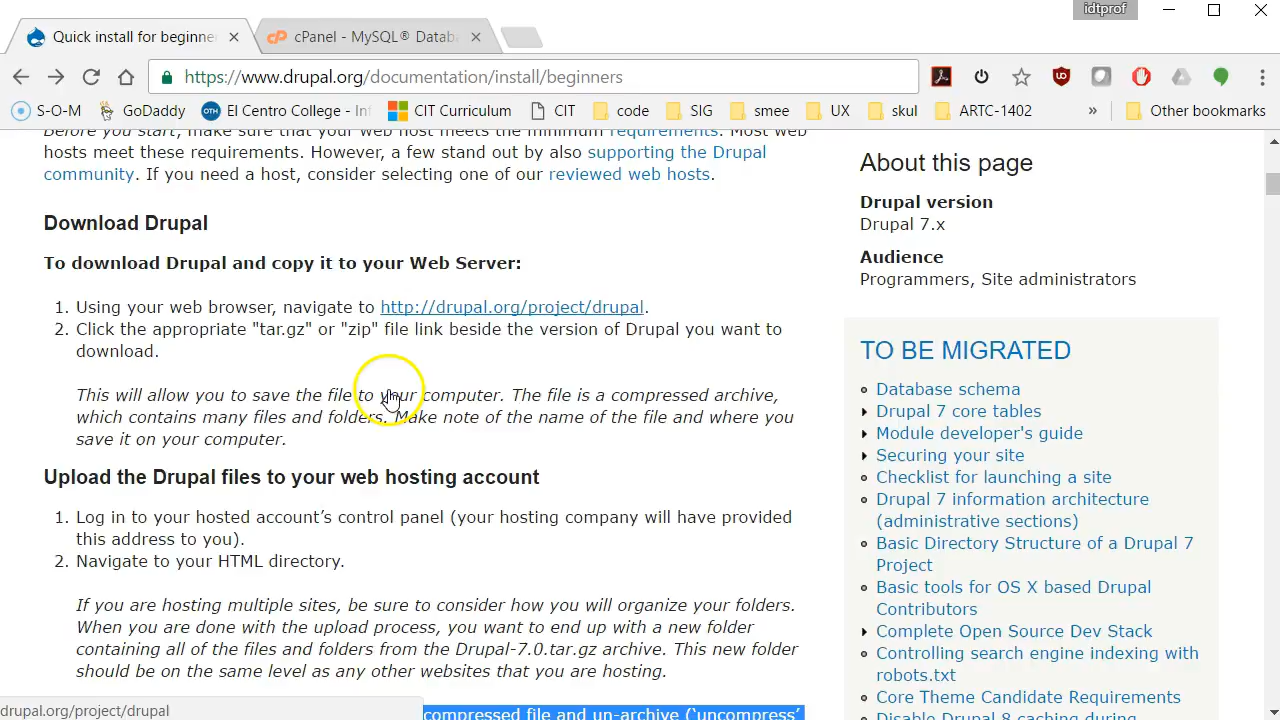 idtprof
Quick install for beginne
cPanel - MySQL® Datab
https://www.drupal.org/documentation/install/beginners
S-O-M
GoDaddy
El Centro College - Int
CIT Curriculum
CIT
code
SIG
smee
UX
skul
ARTC-1402
»
Other bookmarks
Before you start, make sure that your web host meets the minimum requirements. Most web
hosts meet these requirements. However, a few stand out by also supporting the Drupal
community. If you need a host, consider selecting one of our reviewed web hosts.
Download Drupal
To download Drupal and copy it to your Web Server:
1. Using your web browser, navigate to http://drupal.org/project/drupal.
2. Click the appropriate "tar.gz" or "zip" file link beside the version of Drupal you want to
download.
This will allow you to save the file to your computer. The file is a compressed archive,
which contains many files and folders. Make note of the name of the file and where you
save it on your computer.
Upload the Drupal files to your web hosting account
1. Log in to your hosted account’s control panel (your hosting company will have provided
this address to you).
2. Navigate to your HTML directory.
If you are hosting multiple sites, be sure to consider how you will organize your folders.
When you are done with the upload process, you want to end up with a new folder
containing all of the files and folders from the Drupal-7.0.tar.gz archive. This new folder
should be on the same level as any other websites that you are hosting.
compressed file and un-archive (‘uncompress’
drupal.org/project/drupal
About this page
Drupal version
Drupal 7.x
Audience
Programmers, Site administrators
TO BE MIGRATED
Database schema
Drupal 7 core tables
Module developer's guide
Securing your site
Checklist for launching a site
Drupal 7 information architecture
(administrative sections)
Basic Directory Structure of a Drupal 7
Project
Basic tools for OS X based Drupal
Contributors
Complete Open Source Dev Stack
Controlling search engine indexing with
robots.txt
Core Theme Candidate Requirements
Disable Drupal 8 caching during